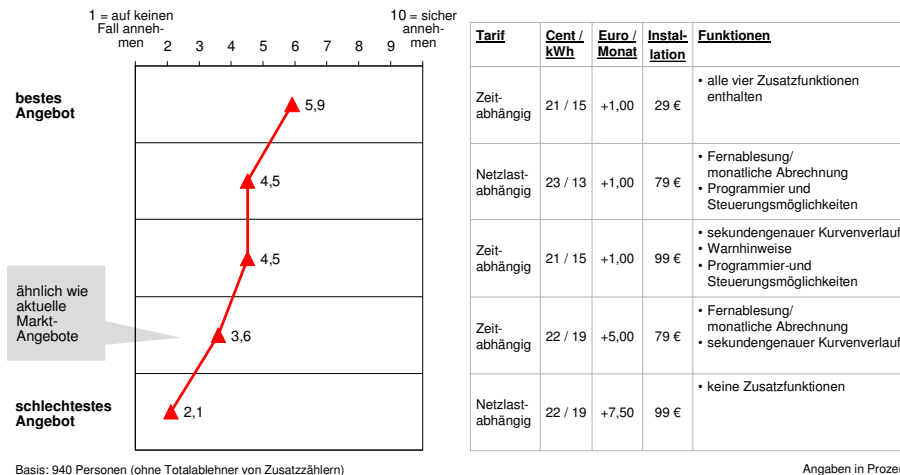 1 = auf keinen
Fall anneh-
men
2 3 4 5 6 7 8 9
10 = sicher
anneh-
men
bestes
Angebot
5,9
4,5
4,5
ähnlich wie
aktuelle
Markt-
Angebote
3,6
schlechtestes
Angebot
2,1
Tarif
Cent /
kWh
Euro /
Monat
Instal-
lation
Funktionen
Zeit-
abhängig
21 / 15
+1,00
29 €
• alle vier Zusatzfunktionen
enthalten
Netzlast-
abhängig
23 / 13
+1,00
79 €
• Fernablesung/
monatliche Abrechnung
• Programmier und
Steuerungsmöglichkeiten
Zeit-
abhängig
21 / 15
+1,00
99 €
• sekundengenauer Kurvenverlauf
• Warnhinweise
• Programmier-und
Steuerungsmöglichkeiten
Zeit-
abhängig
22 / 19
+5,00
79 €
• Fernablesung/
monatliche Abrechnung
• sekundengenauer Kurvenverlauf
Netzlast-
abhängig
22 / 19
+7,50
99 €
• keine Zusatzfunktionen
Basis: 940 Personen (ohne Totalablehner von Zusatzzählern)
Angaben in Prozen